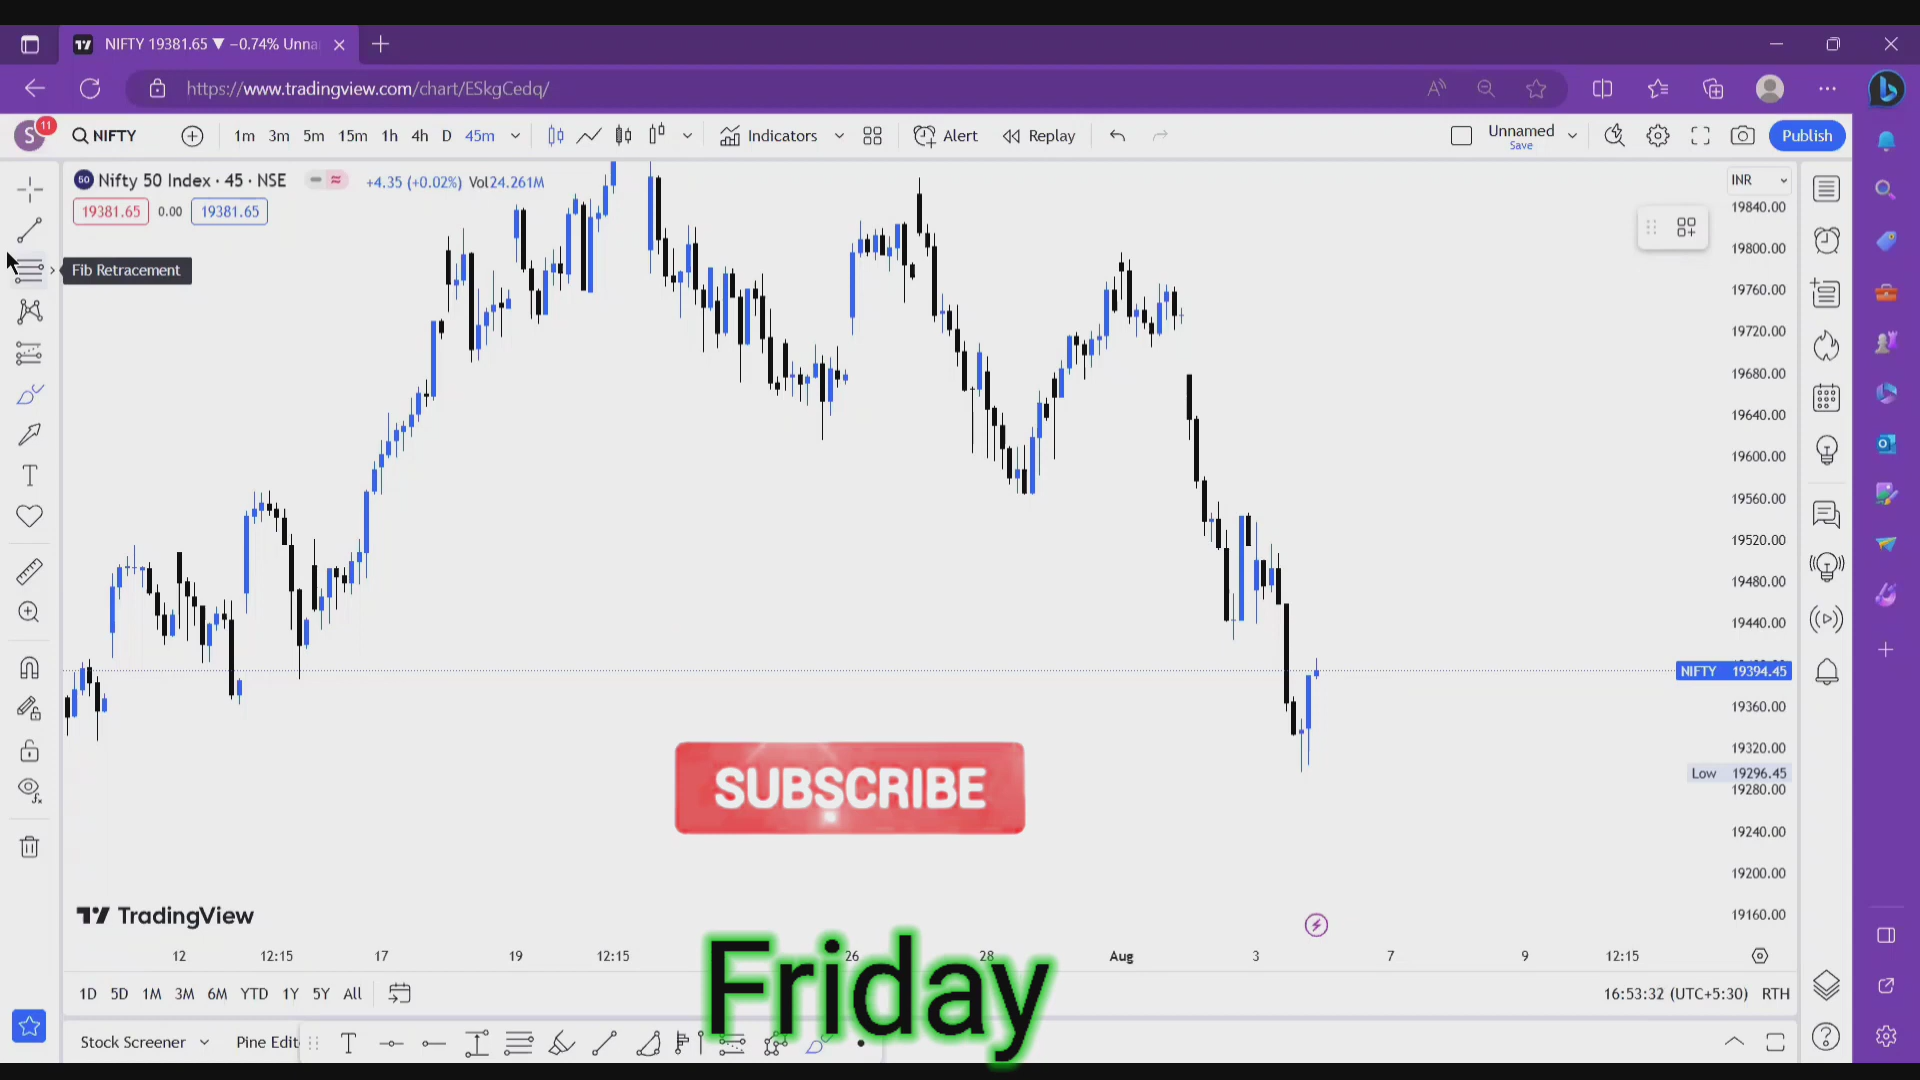 NIFTY 19381.65 ▼ −0.74% Unna
https://www.tradingview.com/chart/ESkgCedq/
S 11 NIFTY 1m 3m 5m 15m 1h 4h D 45m Indicators Alert Replay Unnamed Save Publish
50 Nifty 50 Index · 45 · NSE +4.35 (+0.02%) Vol24.261M INR
19381.65 0.00 19381.65
Fib Retracement
19840.00
19800.00
19760.00
19720.00
19680.00
19640.00
19600.00
19560.00
19520.00
19480.00
19440.00
NIFTY 19394.45
19360.00
19320.00
Low 19296.45
19280.00
19240.00
19200.00
19160.00
SUBSCRIBE
TradingView
12 12:15 17 19 12:15 26 28 Aug 3 7 9 12:15
Friday
1D 5D 1M 3M 6M YTD 1Y 5Y All 16:53:32 (UTC+5:30) RTH
Stock Screener Pine Edit